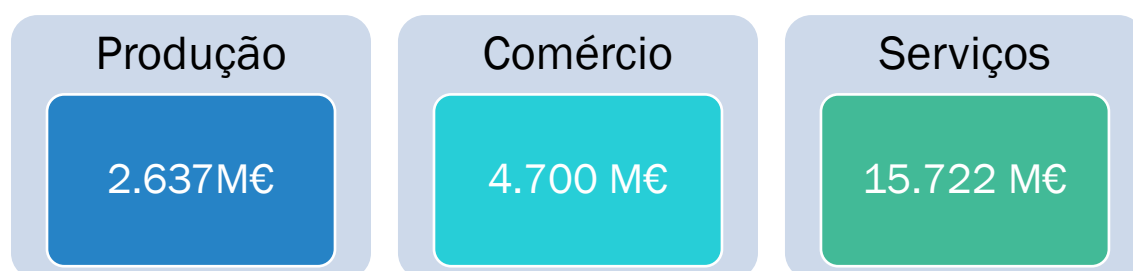 Produção
2.637M€
Comércio
4.700 M€
Serviços
15.722 M€